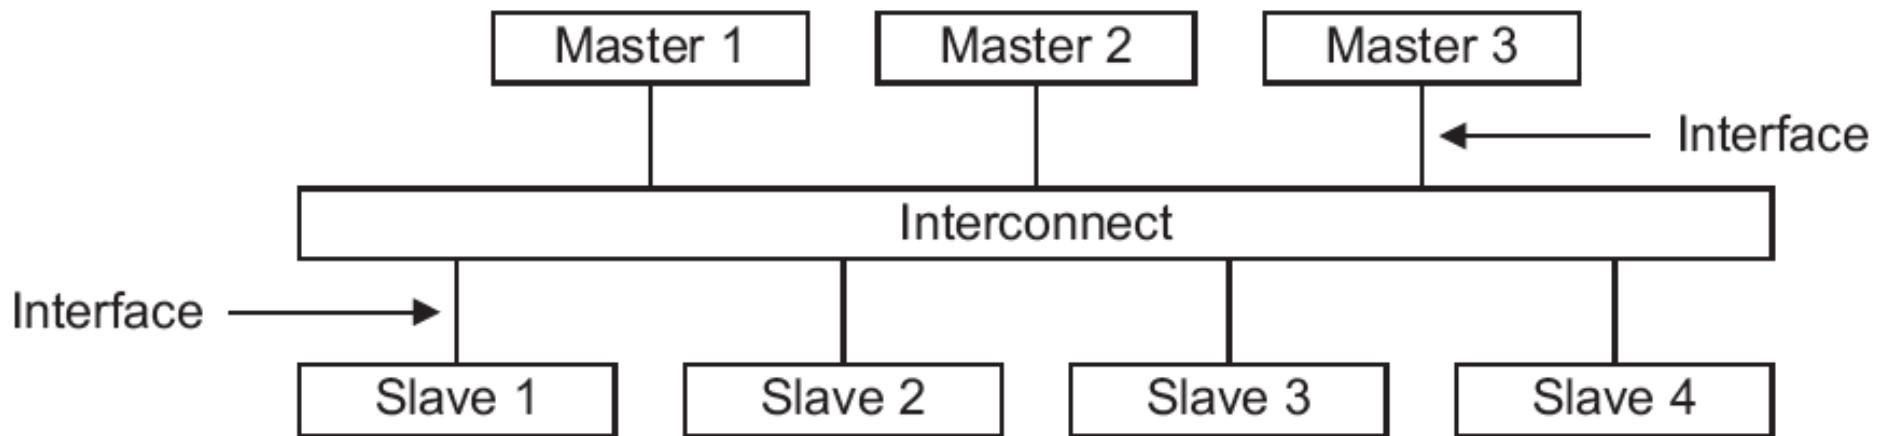 Master 1
Master 2
Master 3
Interface
Interconnect
Interface
Slave 1
Slave 2
Slave 3
Slave 4